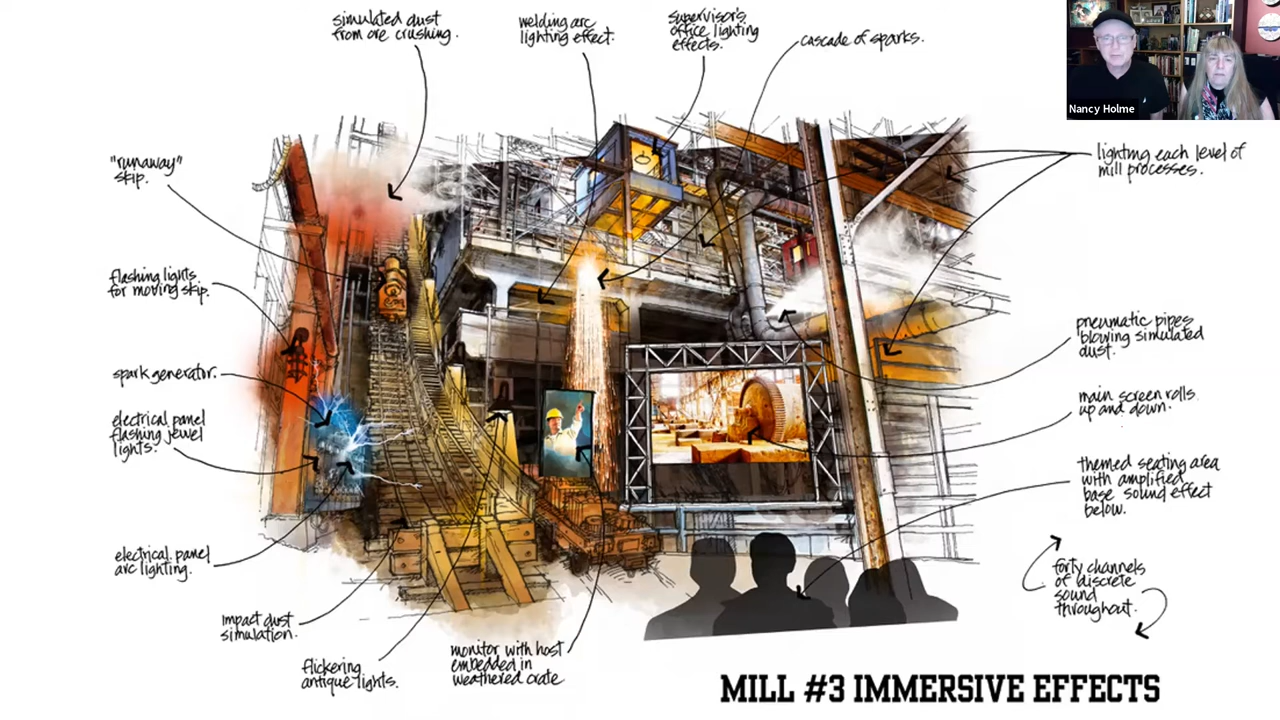 simulated dust
from ore crushing.
welding arc
lighting effect.
supervisor's
office lighting
effects.
cascade of sparks.
Nancy Holme
"runaway"
skip.
lighting each level of
mill processes.
flashing lights
for moving skip.
spark generator.
electrical panel
flashing jewel
lights.
pneumatic pipes
blowing simulated
dust.
main screen rolls
up and down.
themed seating area
with amplified
base sound effect
below.
electrical panel
arc lighting.
forty channels
of discrete
sound
throughout.
impact dust
simulation.
flickering
antique lights.
monitor with host
embedded in
weathered crate
MILL #3 IMMERSIVE EFFECTS